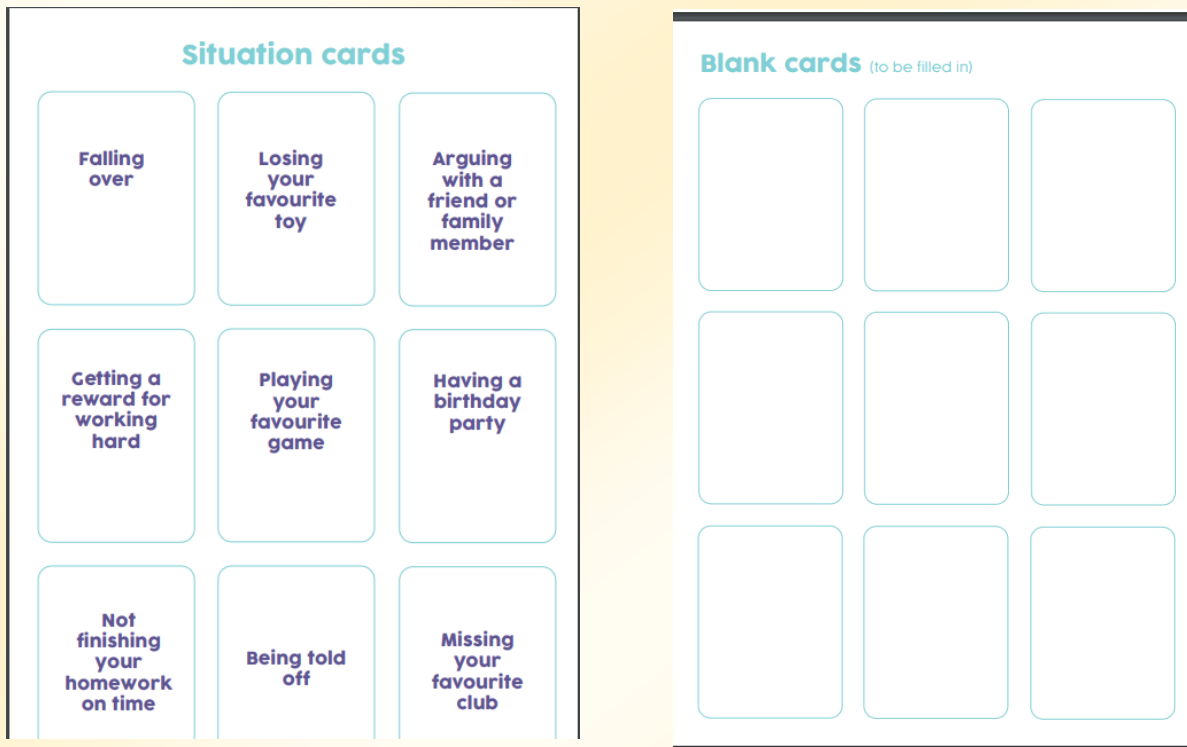 Situation cards
Falling
over
Losing
your
favourite
toy
Arguing
with a
friend or
family
member
Getting a
reward for
working
hard
Playing
your
favourite
game
Having a
birthday
party
Not
finishing
your
homework
on time
Being told
off
Missing
your
favourite
club
Blank cards (to be filled in)